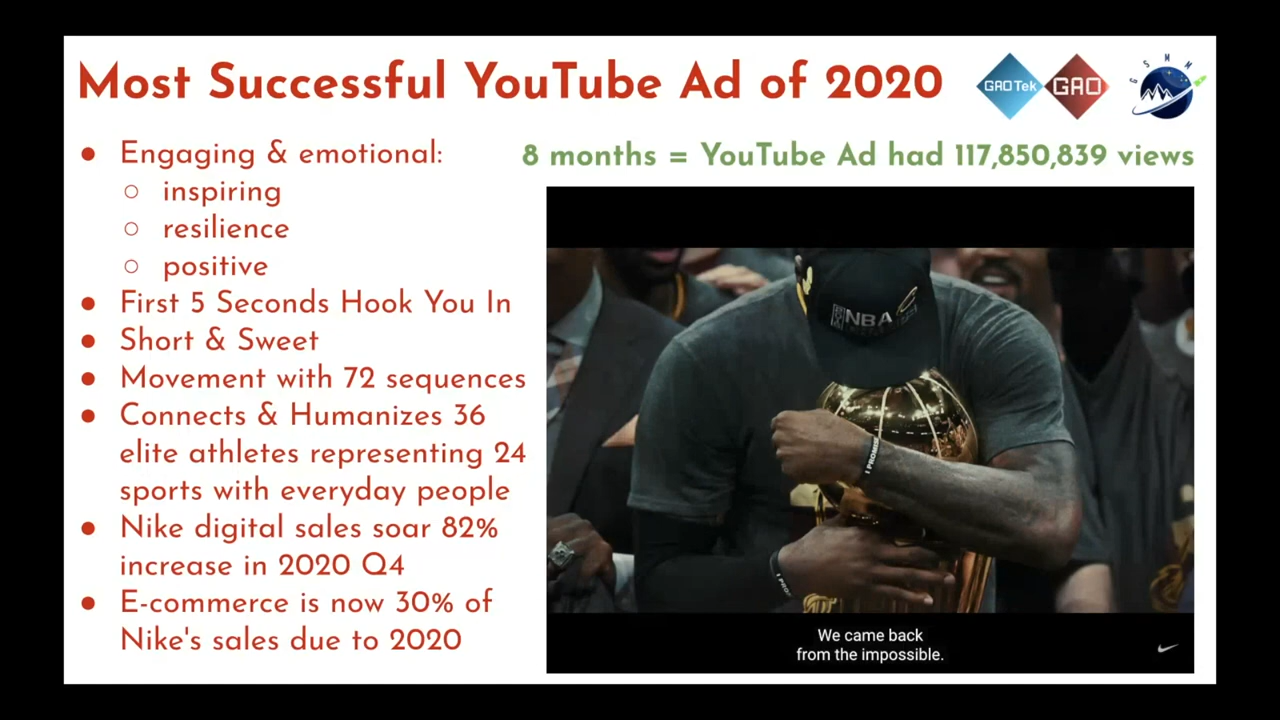 Most Successful YouTube Ad of 2020
GAOTek
GAO
G S M M
8 months = YouTube Ad had 117,850,839 views
● Engaging & emotional:
○ inspiring
○ resilience
○ positive
● First 5 Seconds Hook You In
● Short & Sweet
● Movement with 72 sequences
● Connects & Humanizes 36
elite athletes representing 24
sports with everyday people
● Nike digital sales soar 82%
increase in 2020 Q4
● E-commerce is now 30% of
Nike's sales due to 2020
NBA
I PROMISE
I PRO
We came back
from the impossible.